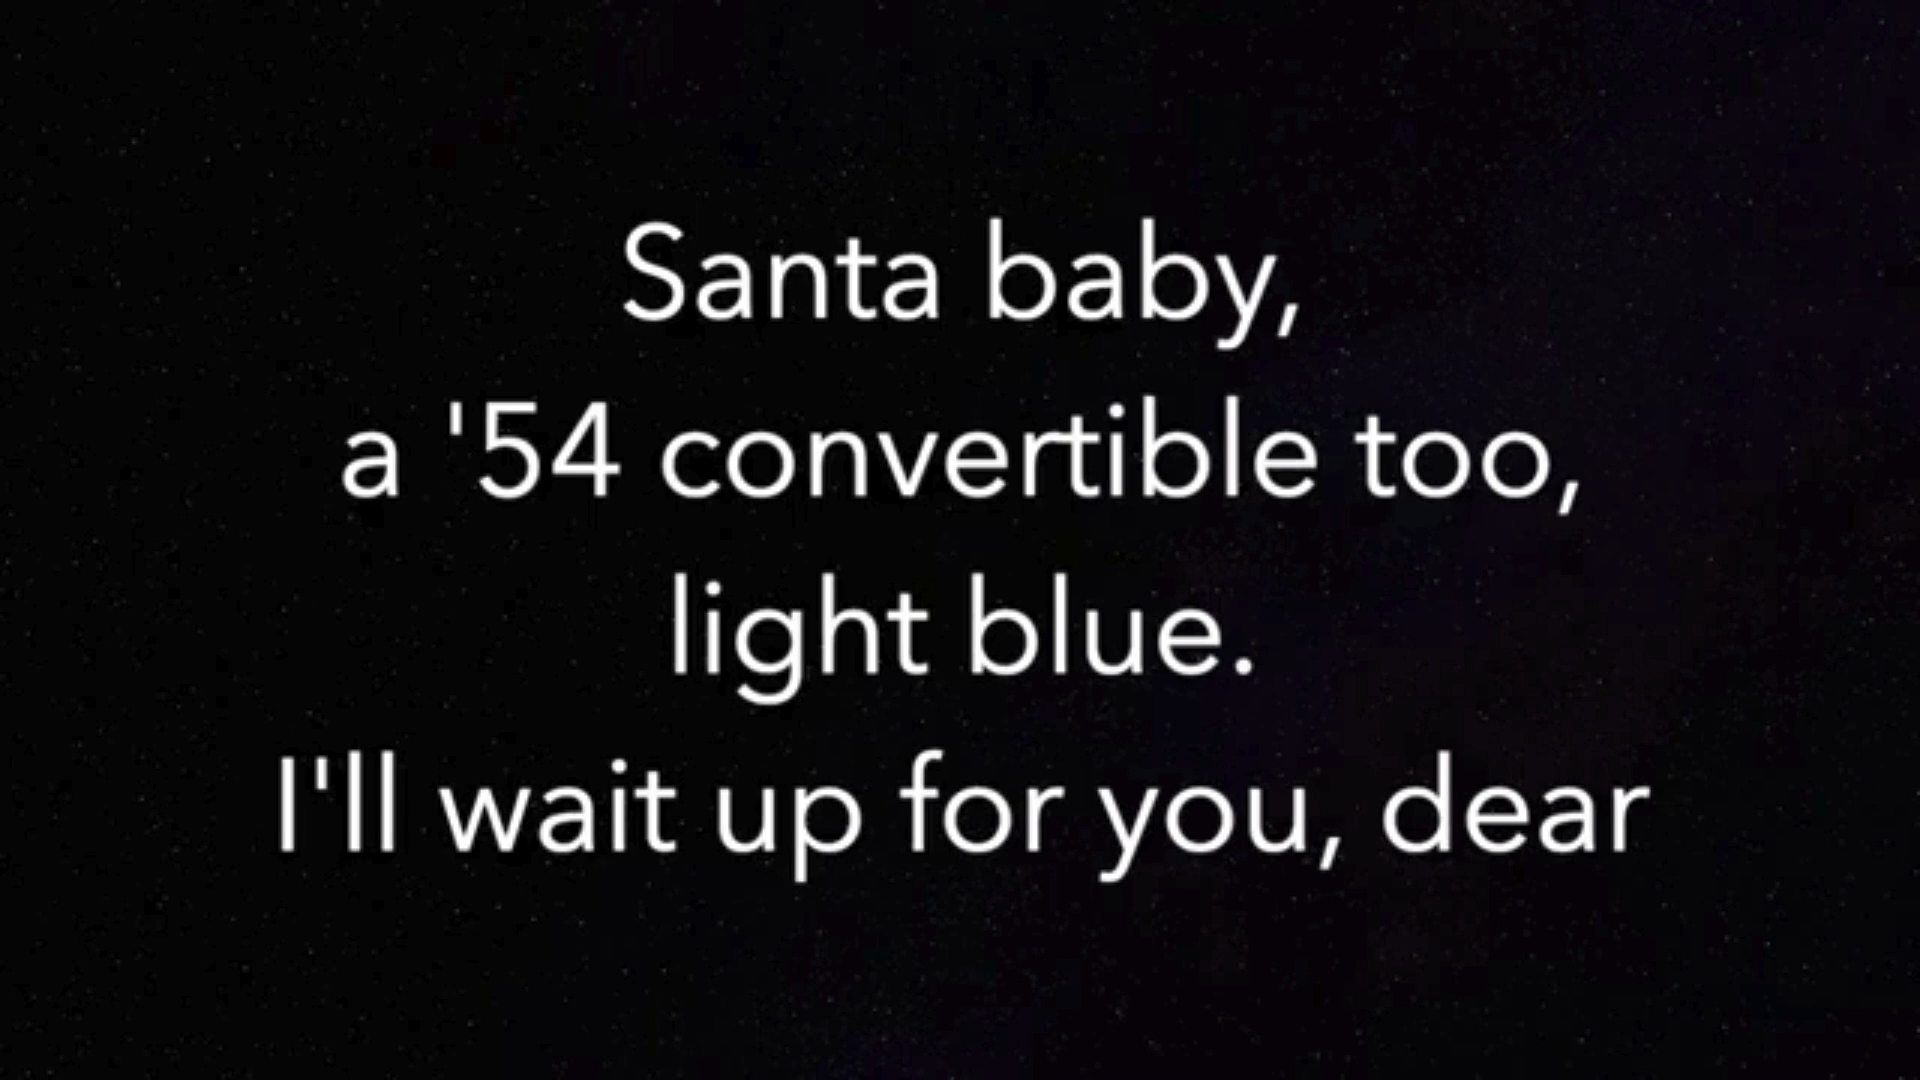 Santa baby,
a '54 convertible too,
light blue.
I'll wait up for you, dear